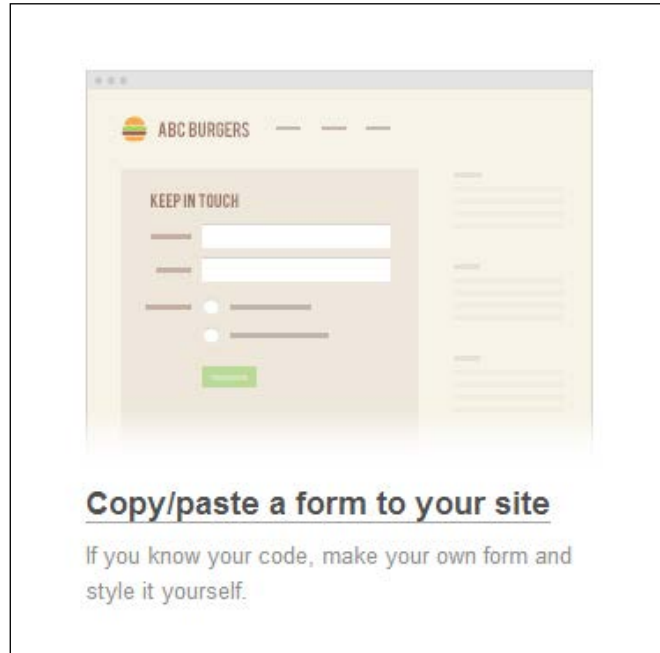 ABC BURGERS
KEEP IN TOUCH
Copy/paste a form to your site
If you know your code, make your own form and
style it yourself.